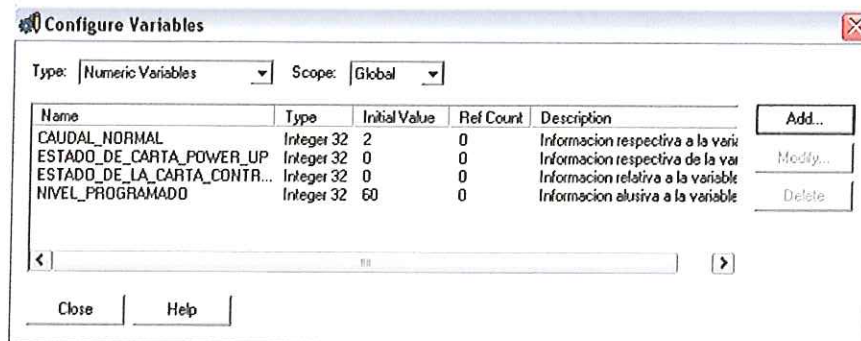 Configure Variables
Type: Numeric Variables Scope: Global
Name Type Initial Value Ref Count Description
CAUDAL_NORMAL Integer 32 2 0 Informacion respectiva a la varia
ESTADO_DE_CARTA_POWER_UP Integer 32 0 0 Informacion respectiva de la var
ESTADO_DE_LA_CARTA_CONTR... Integer 32 0 0 Informacion relativa a la variable
NIVEL_PROGRAMADO Integer 32 60 0 Informacion alusiva a la variable
Add...
Modify...
Delete
Close Help